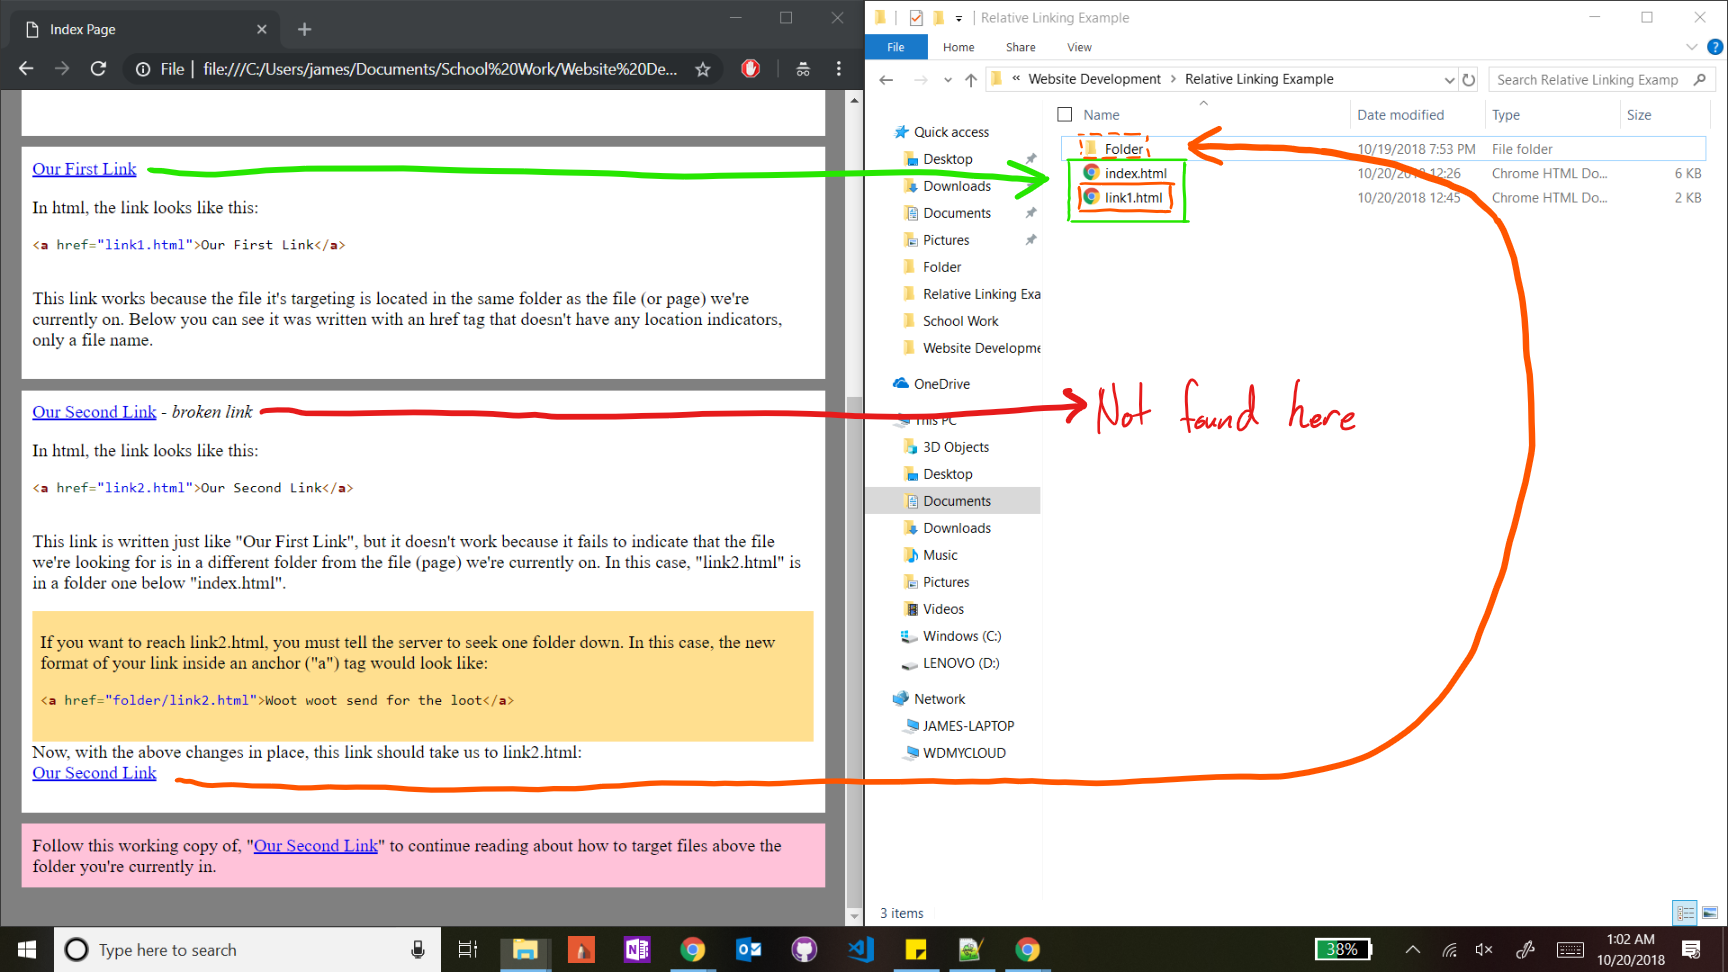 Index Page
File | file:///C:/Users/james/Documents/School%20Work/Website%20De...
Our First Link
In html, the link looks like this:
<a href="link1.html">Our First Link</a>
This link works because the file it's targeting is located in the same folder as the file (or page) we're
currently on. Below you can see it was written with an href tag that doesn't have any location indicators,
only a file name.
Our Second Link - broken link
In html, the link looks like this:
<a href="link2.html">Our Second Link</a>
This link is written just like "Our First Link", but it doesn't work because it fails to indicate that the file
we're looking for is in a different folder from the file (page) we're currently on. In this case, "link2.html" is
in a folder one below "index.html".
If you want to reach link2.html, you must tell the server to seek one folder down. In this case, the new
format of your link inside an anchor ("a") tag would look like:
<a href="folder/link2.html">Woot woot send for the loot</a>
Now, with the above changes in place, this link should take us to link2.html:
Our Second Link
Follow this working copy of, "Our Second Link" to continue reading about how to target files above the
folder you're currently in.
Relative Linking Example
File Home Share View
« Website Development > Relative Linking Example
Search Relative Linking Examp
Name Date modified Type Size
Folder 10/19/2018 7:53 PM File folder
index.html 10/20/2018 12:26 Chrome HTML Do... 6 KB
link1.html 10/20/2018 12:45 Chrome HTML Do... 2 KB
Quick access
Desktop
Downloads
Documents
Pictures
Folder
Relative Linking Exa
School Work
Website Developme
OneDrive
This PC
3D Objects
Desktop
Documents
Downloads
Music
Pictures
Videos
Windows (C:)
LENOVO (D:)
Network
JAMES-LAPTOP
WDMYCLOUD
Not found here
3 items
Type here to search
38%
1:02 AM
10/20/2018